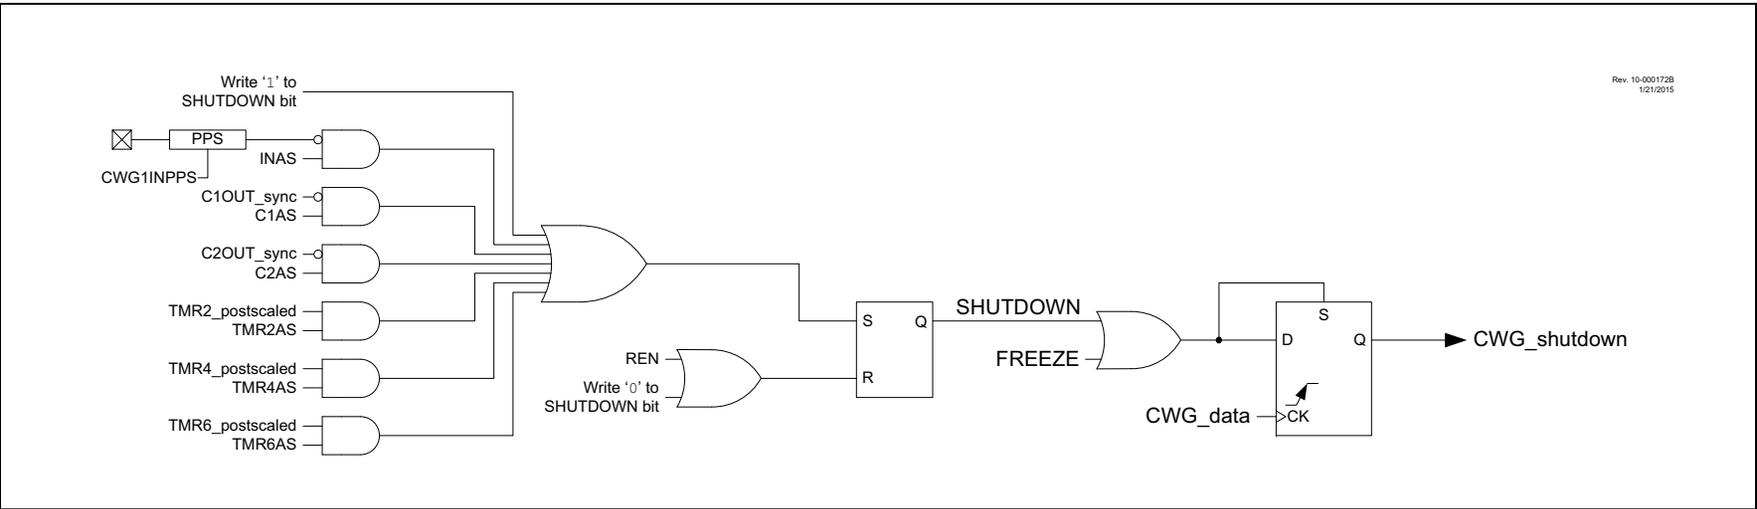 Write ‘1’ to
SHUTDOWN bit
Rev. 10-000172B
1/21/2015
PPS
INAS
CWG1INPPS
C1OUT_sync
C1AS
C2OUT_sync
C2AS
TMR2_postscaled
TMR2AS
TMR4_postscaled
TMR4AS
TMR6_postscaled
TMR6AS
REN
Write ‘0’ to
SHUTDOWN bit
S
Q
R
SHUTDOWN
FREEZE
S
D
Q
CWG_data
CK
CWG_shutdown